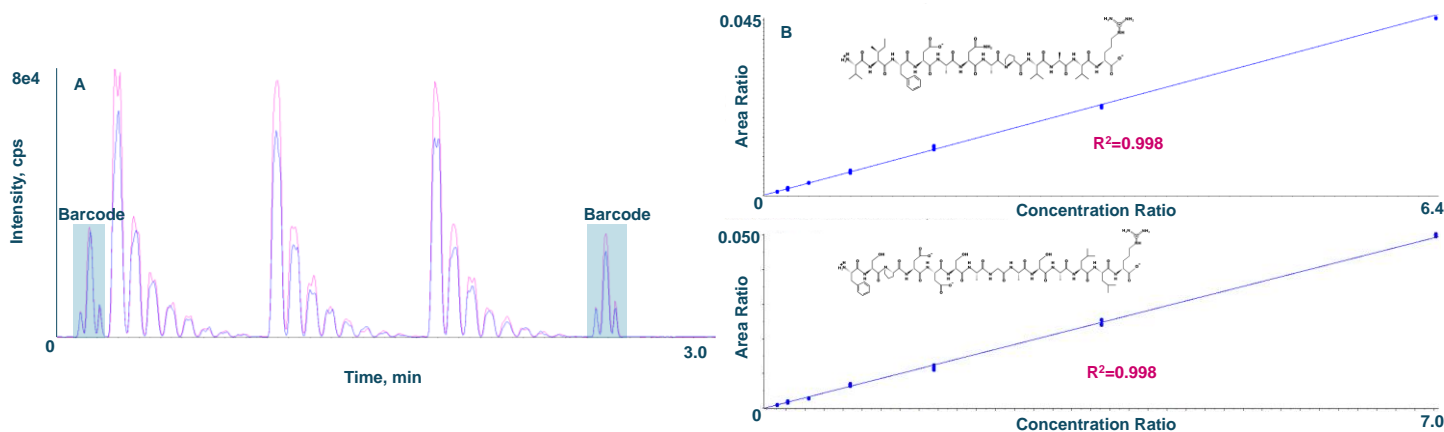 A
8e4
Intensity, cps
Barcode
Barcode
0
3.0
Time, min
B
0.045
Area Ratio
R²=0.998
0
Concentration Ratio
6.4
0.050
Area Ratio
R²=0.998
0
Concentration Ratio
7.0